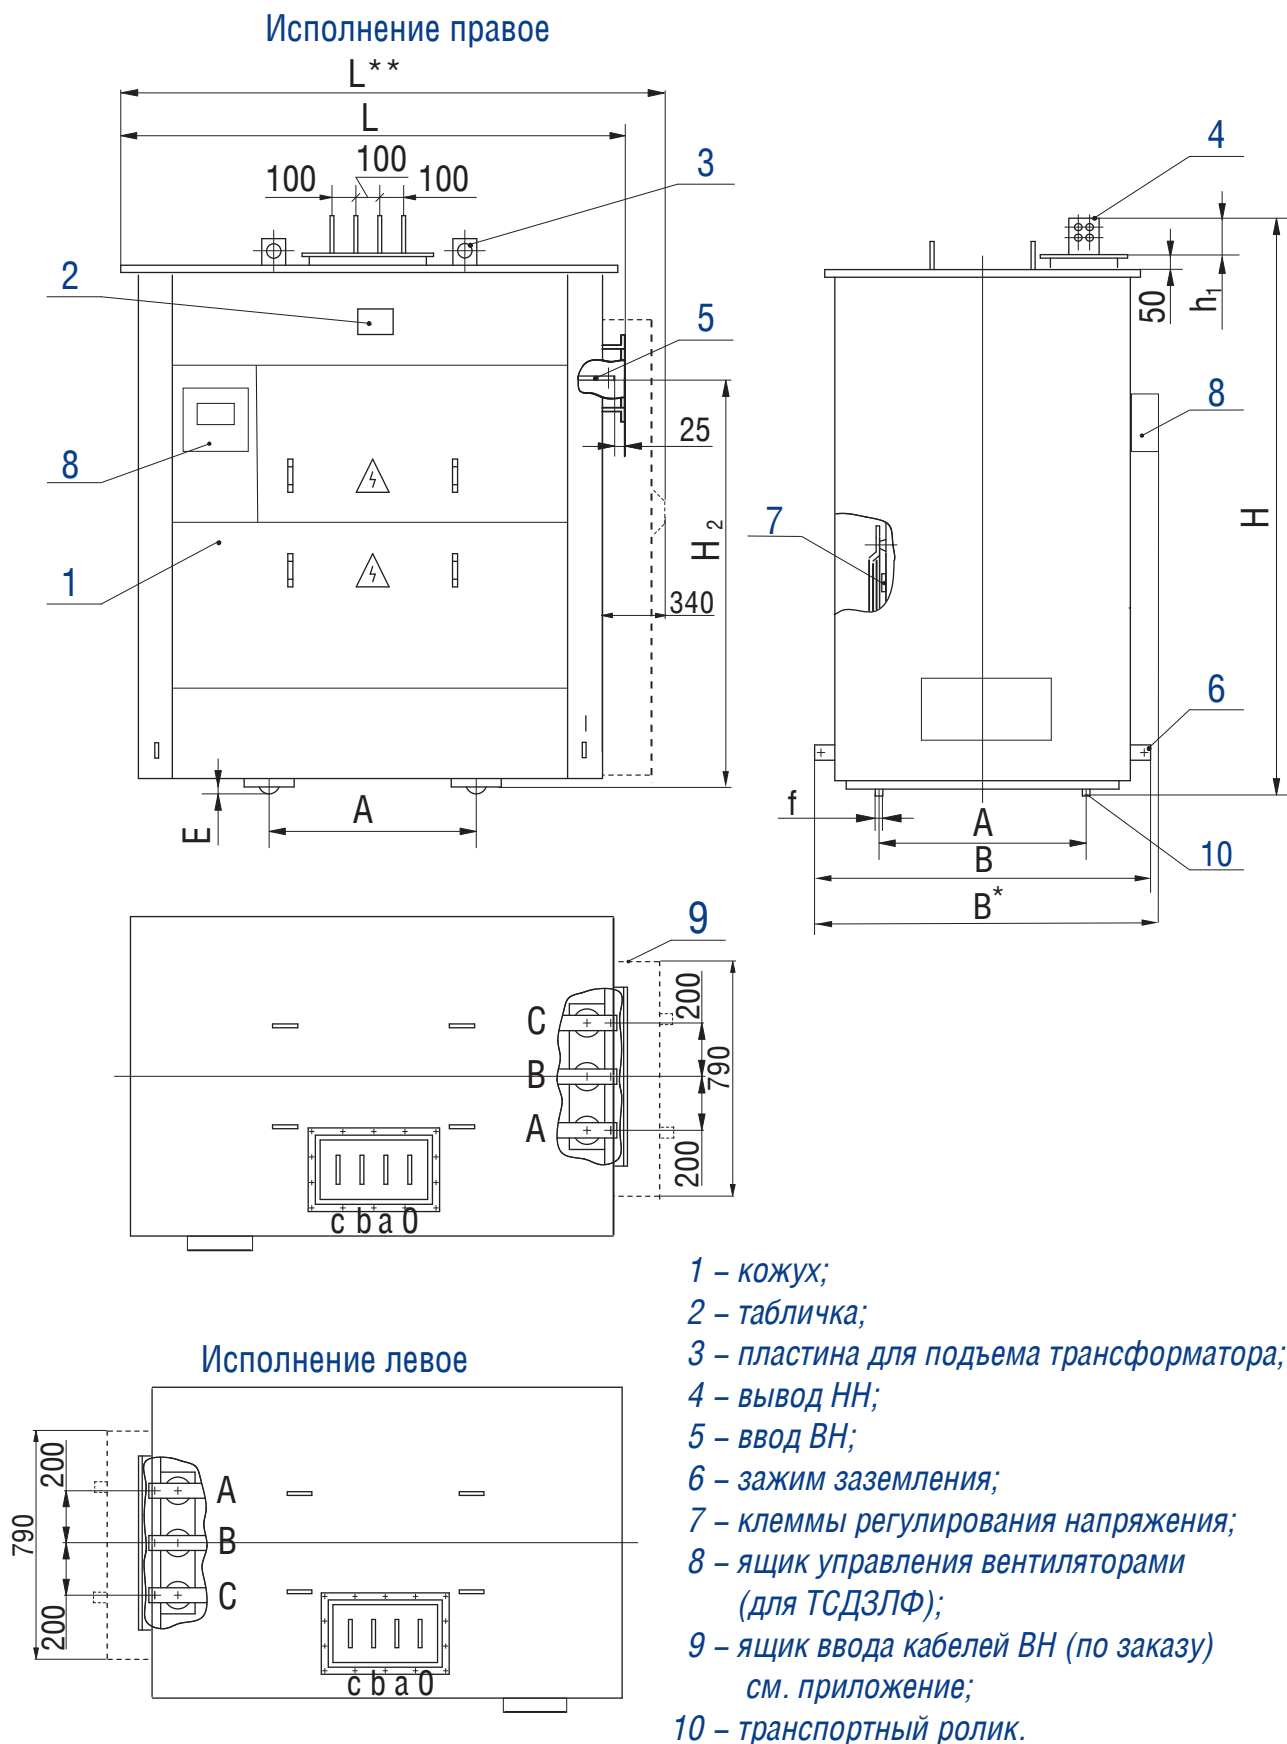 Исполнение правое
L**
L
100
100
100
3
2
5
25
8
H2
1
340
E
A
4
50
h1
8
H
7
6
f
A
B
B*
10
9
C
B
A
200
790
200
c b a 0
Исполнение левое
200
790
200
A
B
C
c b a 0
1 – кожух;
2 – табличка;
3 – пластина для подъема трансформатора;
4 – вывод НН;
5 – ввод ВН;
6 – зажим заземления;
7 – клеммы регулирования напряжения;
8 – ящик управления вентиляторами
(для ТСДЗЛФ);
9 – ящик ввода кабелей ВН (по заказу)
см. приложение;
10 – транспортный ролик.